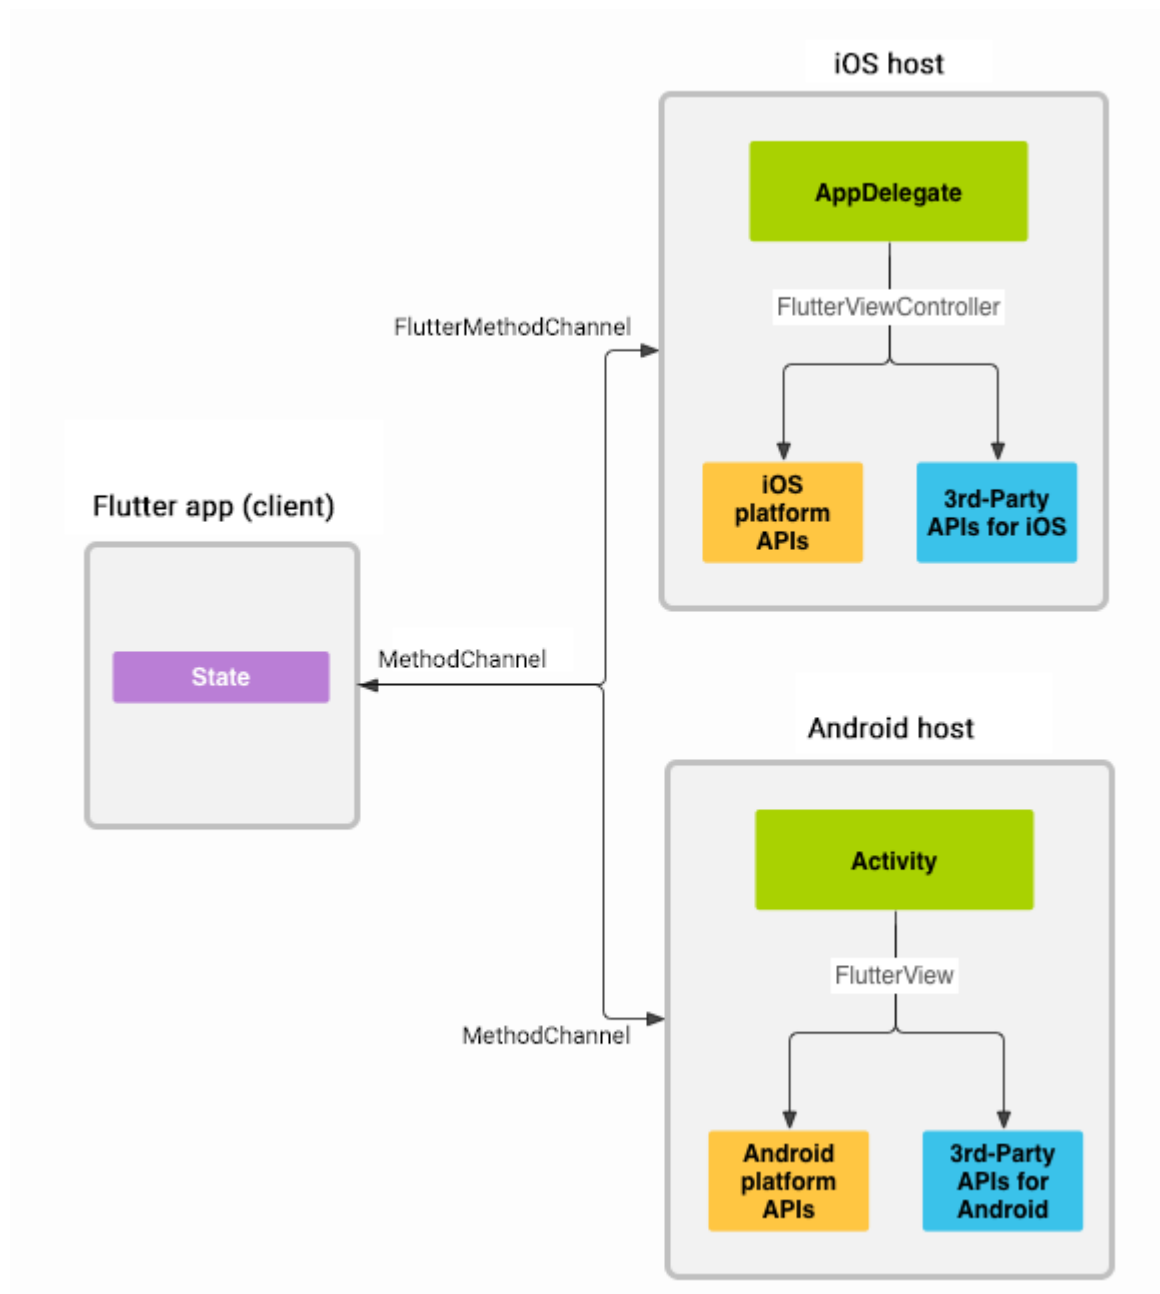 iOS host
AppDelegate
FlutterViewController
FlutterMethodChannel
iOS
platform
APIs
3rd-Party
APIs for iOS
Flutter app (client)
State
MethodChannel
Android host
Activity
FlutterView
MethodChannel
Android
platform
APIs
3rd-Party
APIs for
Android